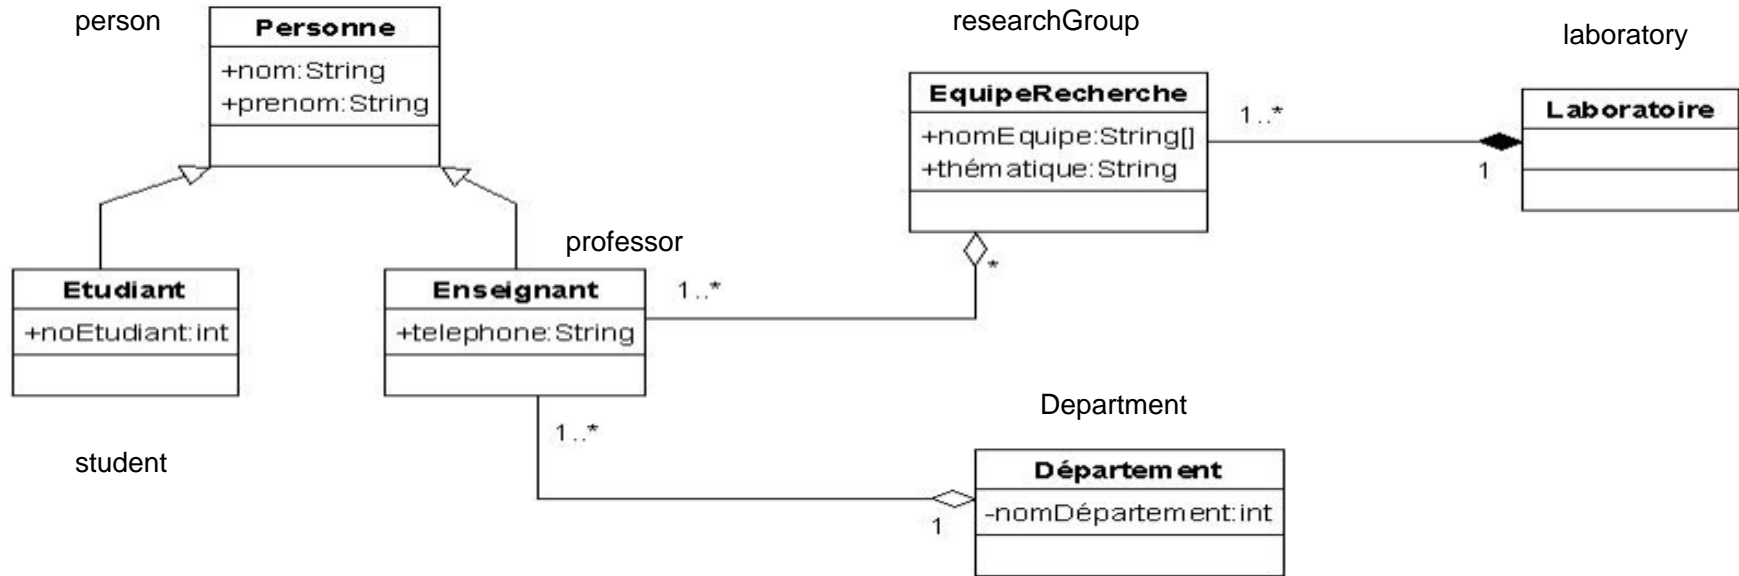 person
Personne
+nom:String
+prenom:String
researchGroup
EquipeRecherche
+nomEquipe:String[]
+thématique:String
1..*
laboratory
Laboratoire
1
student
Etudiant
+noEtudiant:int
professor
Enseignant
+telephone:String
1..*
*
1..*
Department
Département
-nomDépartement:int
1